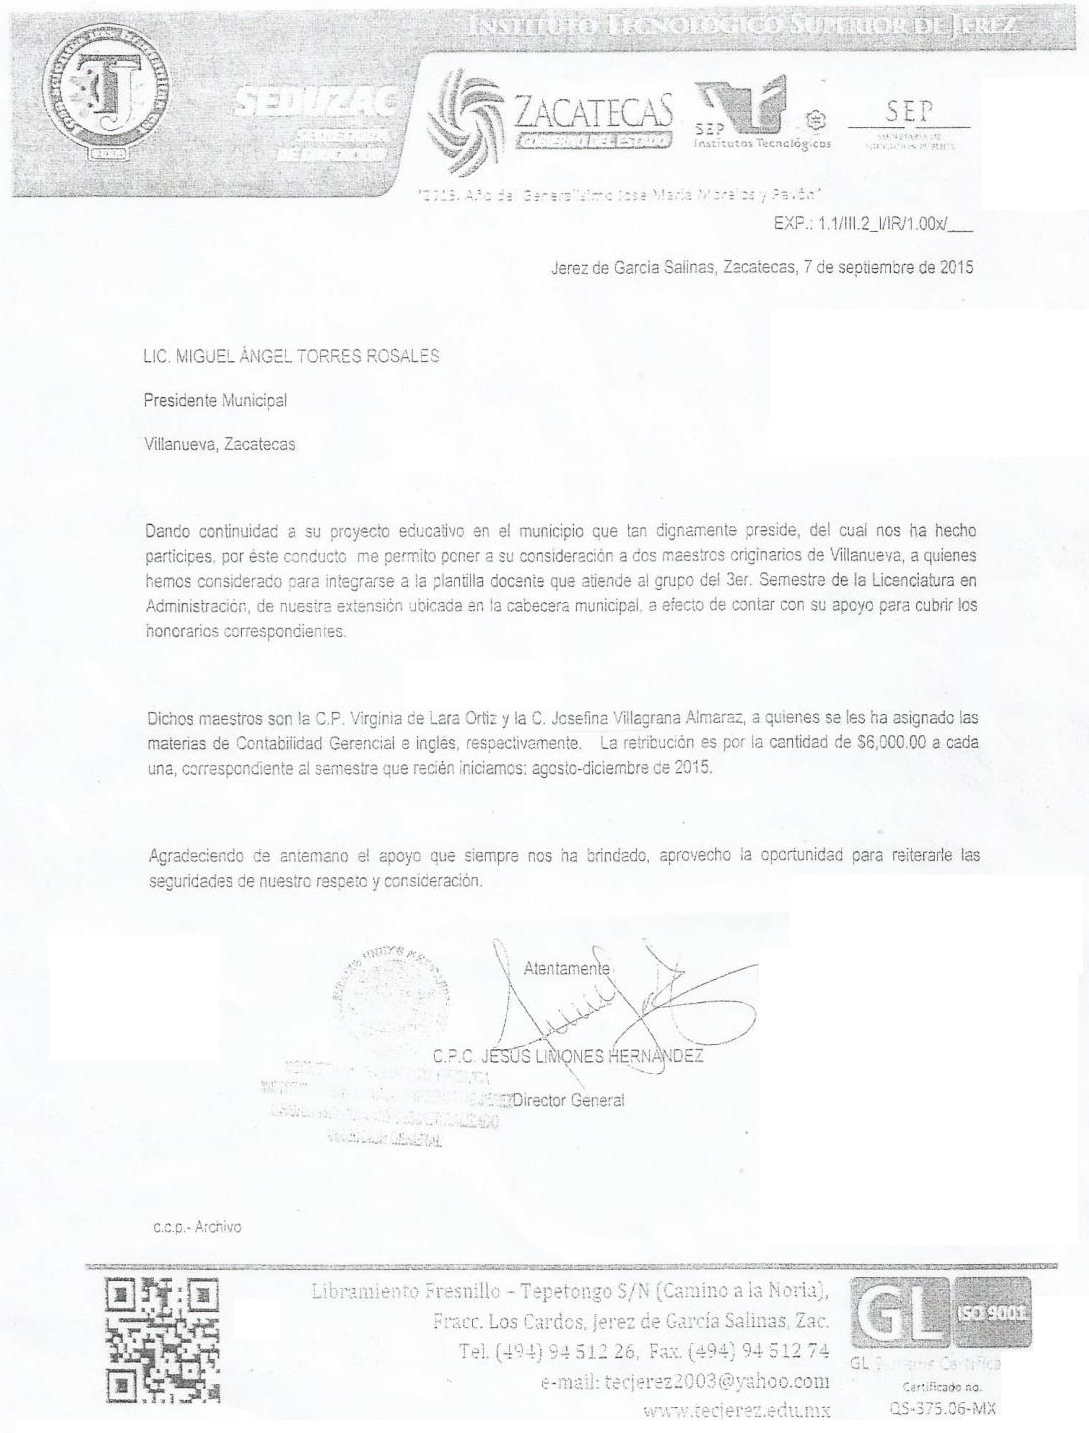 INSTITUTO TECNOLÓGICO SUPERIOR DE JEREZ
SEDUZAC
ZACATECAS
GOBIERNO DEL ESTADO
SEP
Institutos Tecnológicos
SEP
SECRETARÍA DE
EDUCACIÓN PÚBLICA
"2015, Año del Generalísimo José María Morelos y Pavón"
EXP.: 1.1/III.2_I/IR/1.00x/___
Jerez de García Salinas, Zacatecas, 7 de septiembre de 2015
LIC. MIGUEL ÁNGEL TORRES ROSALES
Presidente Municipal
Villanueva, Zacatecas
Dando continuidad a su proyecto educativo en el municipio que tan dignamente preside, del cual nos ha hecho
partícipes, por éste conducto me permito poner a su consideración a dos maestros originarios de Villanueva, a quienes
hemos considerado para integrarse a la plantilla docente que atiende al grupo del 3er. Semestre de la Licenciatura en
Administración, de nuestra extensión ubicada en la cabecera municipal, a efecto de contar con su apoyo para cubrir los
honorarios correspondientes.
Dichos maestros son la C.P. Virginia de Lara Ortiz y la C. Josefina Villagrana Almaraz, a quienes se les ha asignado las
materias de Contabilidad Gerencial e inglés, respectivamente. La retribución es por la cantidad de $6,000.00 a cada
una, correspondiente al semestre que recién iniciamos: agosto-diciembre de 2015.
Agradeciendo de antemano el apoyo que siempre nos ha brindado, aprovecho la oportunidad para reiterarle las
seguridades de nuestro respeto y consideración.
Atentamente
C.P.C. JESÚS LIMONES HERNÁNDEZ
Director General
GENERAL
c.c.p.- Archivo
Libramiento Fresnillo – Tepetongo S/N (Camino a la Noria),
Fracc. Los Cardos, Jerez de García Salinas, Zac.
Tel. (494) 94 512 26, Fax. (494) 94 512 74
e-mail: tecjerez2003@yahoo.com
www.tecjerez.edu.mx
GL ISO 9001
GL
Certificado no.
QS-375.06-MX